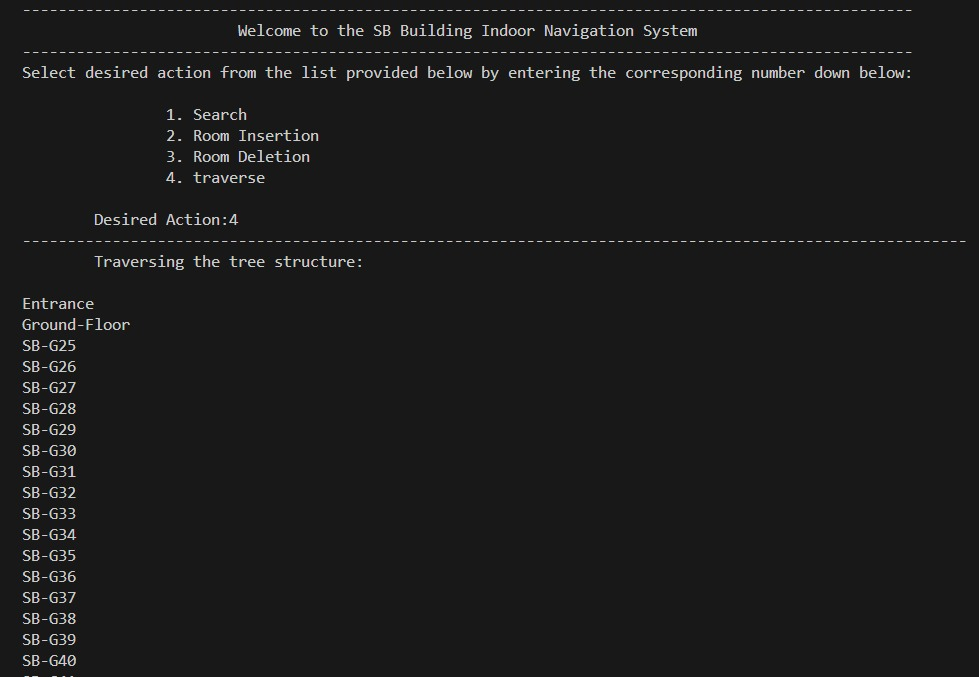 ----------------------------------------------------------------------------------------------------
Welcome to the SB Building Indoor Navigation System
----------------------------------------------------------------------------------------------------
Select desired action from the list provided below by entering the corresponding number down below:
1. Search
2. Room Insertion
3. Room Deletion
4. traverse
Desired Action:4
----------------------------------------------------------------------------------------------------------
Traversing the tree structure:
Entrance
Ground-Floor
SB-G25
SB-G26
SB-G27
SB-G28
SB-G29
SB-G30
SB-G31
SB-G32
SB-G33
SB-G34
SB-G35
SB-G36
SB-G37
SB-G38
SB-G39
SB-G40